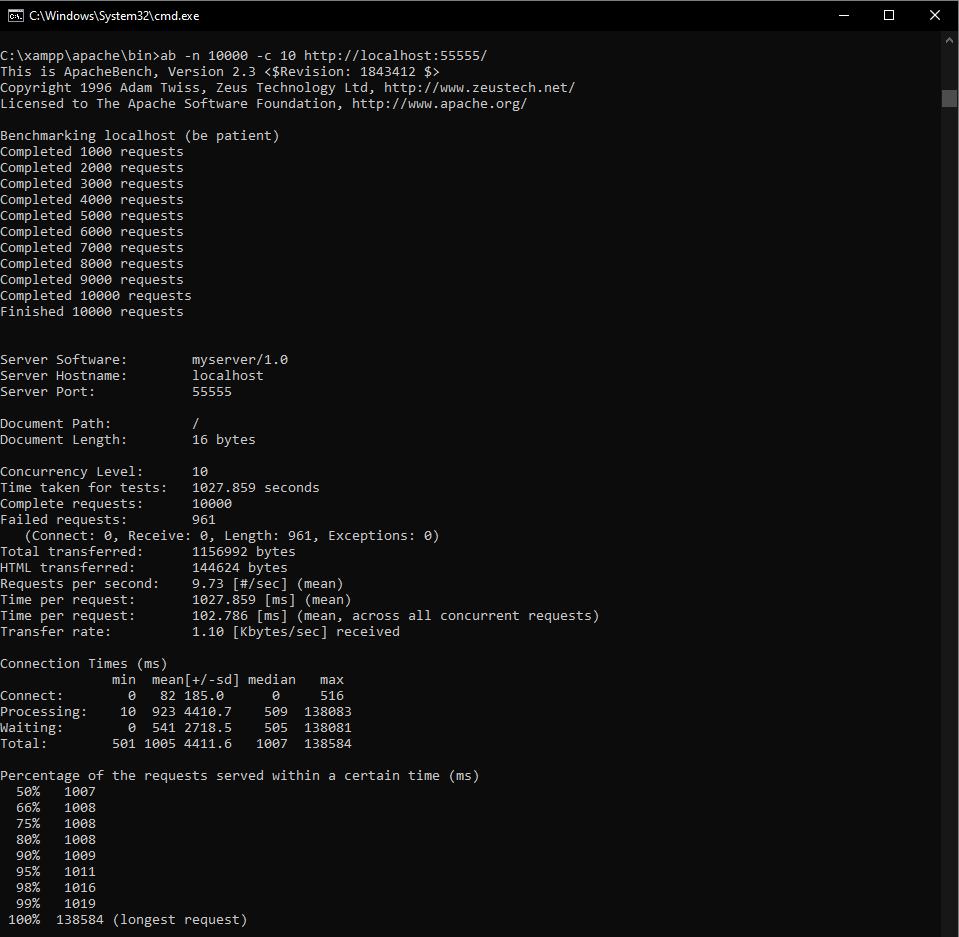 C:\Windows\System32\cmd.exe
C:\xampp\apache\bin>ab -n 10000 -c 10 http://localhost:55555/
This is ApacheBench, Version 2.3 <$Revision: 1843412 $>
Copyright 1996 Adam Twiss, Zeus Technology Ltd, http://www.zeustech.net/
Licensed to The Apache Software Foundation, http://www.apache.org/

Benchmarking localhost (be patient)
Completed 1000 requests
Completed 2000 requests
Completed 3000 requests
Completed 4000 requests
Completed 5000 requests
Completed 6000 requests
Completed 7000 requests
Completed 8000 requests
Completed 9000 requests
Completed 10000 requests
Finished 10000 requests


Server Software:        myserver/1.0
Server Hostname:        localhost
Server Port:            55555

Document Path:          /
Document Length:        16 bytes

Concurrency Level:      10
Time taken for tests:   1027.859 seconds
Complete requests:      10000
Failed requests:        961
   (Connect: 0, Receive: 0, Length: 961, Exceptions: 0)
Total transferred:      1156992 bytes
HTML transferred:       144624 bytes
Requests per second:    9.73 [#/sec] (mean)
Time per request:       1027.859 [ms] (mean)
Time per request:       102.786 [ms] (mean, across all concurrent requests)
Transfer rate:          1.10 [Kbytes/sec] received

Connection Times (ms)
              min  mean[+/-sd] median   max
Connect:        0   82 185.0      0     516
Processing:    10  923 4410.7   509  138083
Waiting:        0  541 2718.5   505  138081
Total:        501 1005 4411.6  1007  138584

Percentage of the requests served within a certain time (ms)
  50%   1007
  66%   1008
  75%   1008
  80%   1008
  90%   1009
  95%   1011
  98%   1016
  99%   1019
 100%  138584 (longest request)